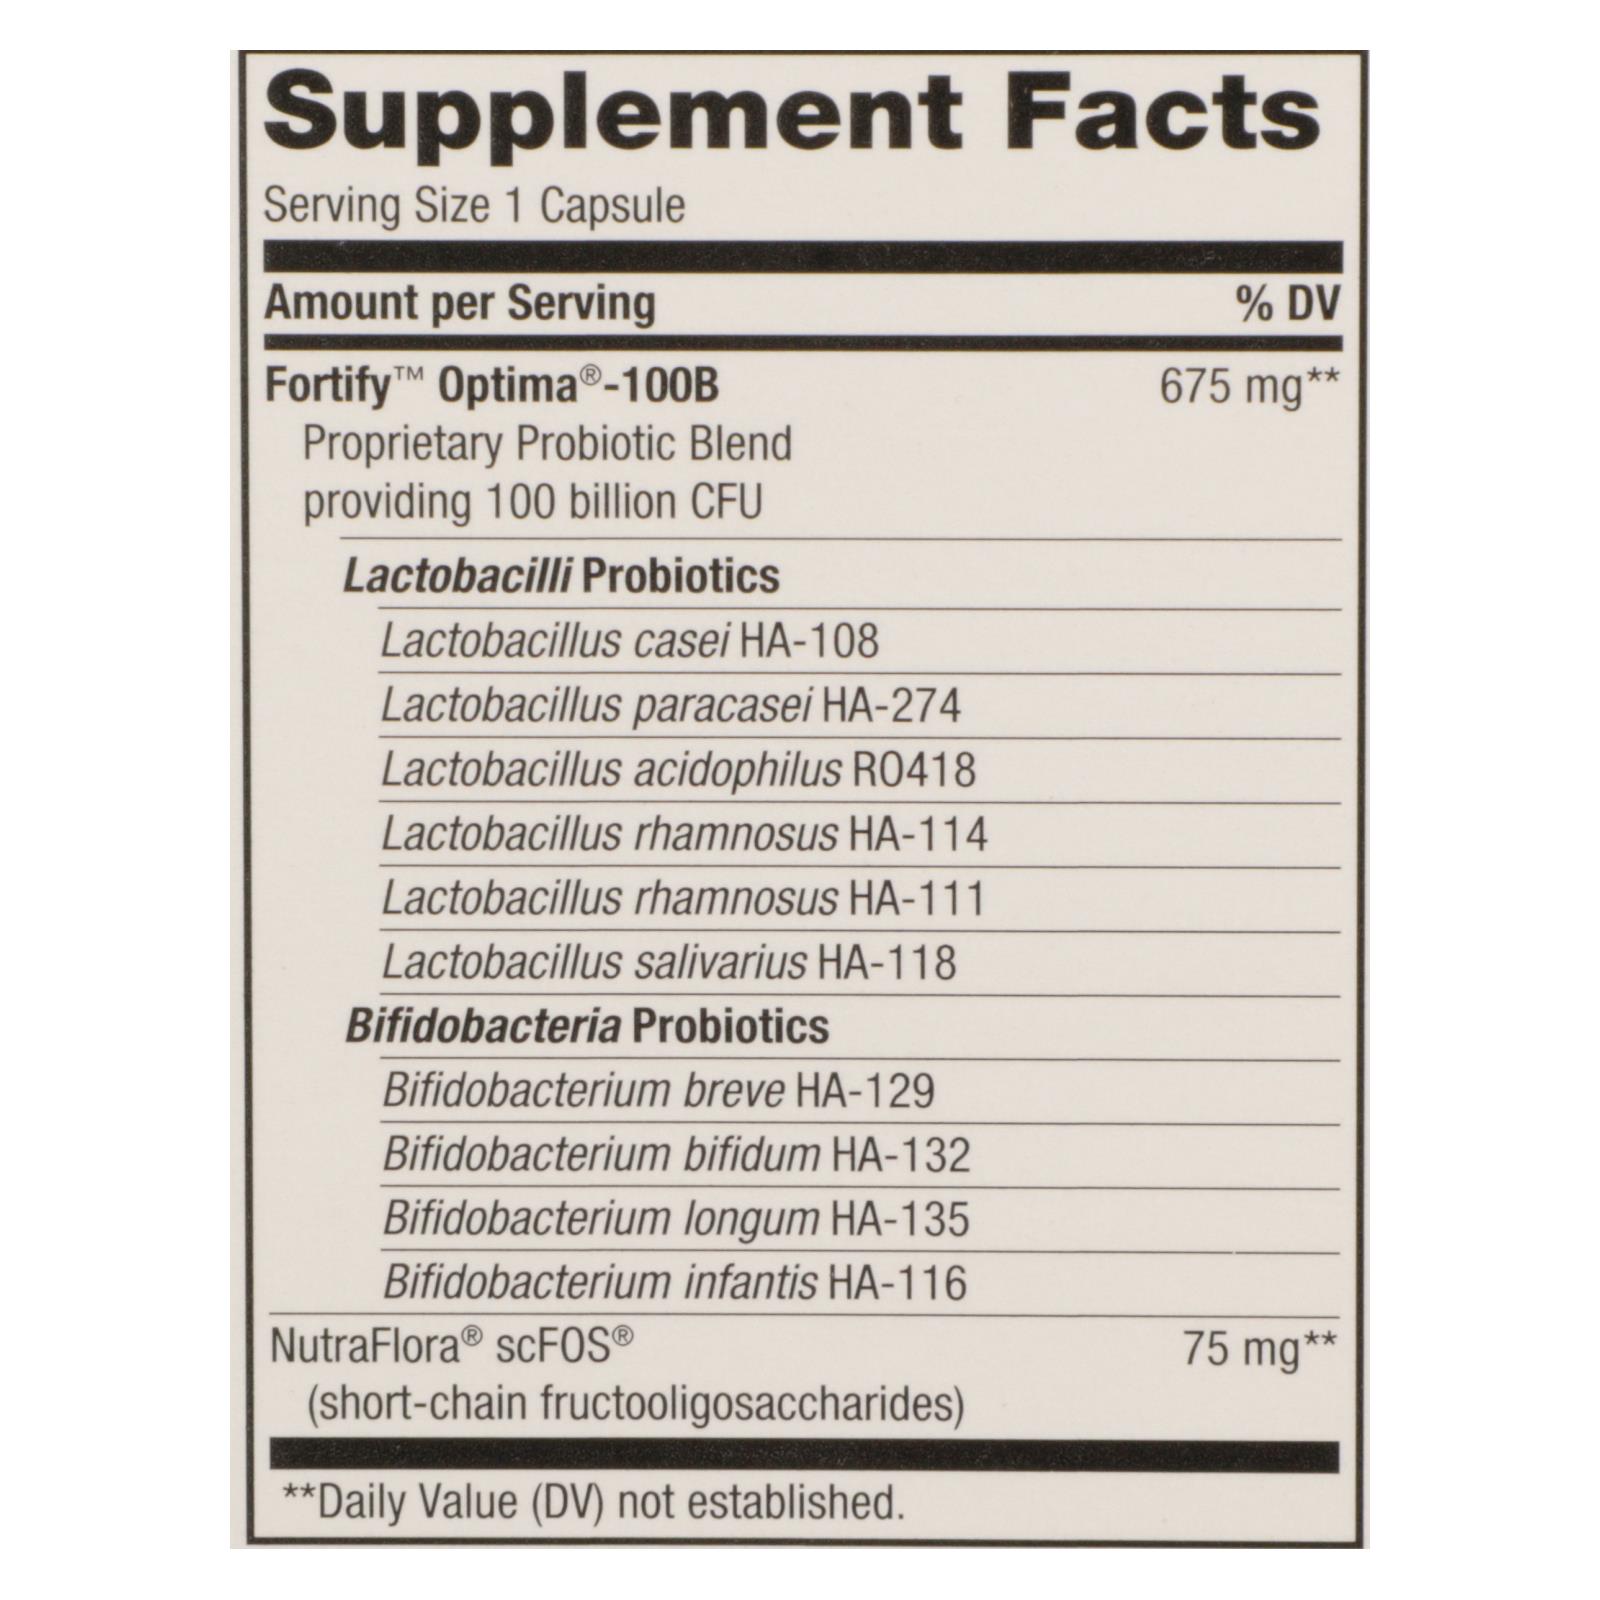 Supplement Facts
Serving Size 1 Capsule
Amount per Serving % DV
Fortify™ Optima®-100B 675 mg**
Proprietary Probiotic Blend
providing 100 billion CFU
Lactobacilli Probiotics
Lactobacillus casei HA-108
Lactobacillus paracasei HA-274
Lactobacillus acidophilus RO418
Lactobacillus rhamnosus HA-114
Lactobacillus rhamnosus HA-111
Lactobacillus salivarius HA-118
Bifidobacteria Probiotics
Bifidobacterium breve HA-129
Bifidobacterium bifidum HA-132
Bifidobacterium longum HA-135
Bifidobacterium infantis HA-116
NutraFlora® scFOS® 75 mg**
(short-chain fructooligosaccharides)
**Daily Value (DV) not established.